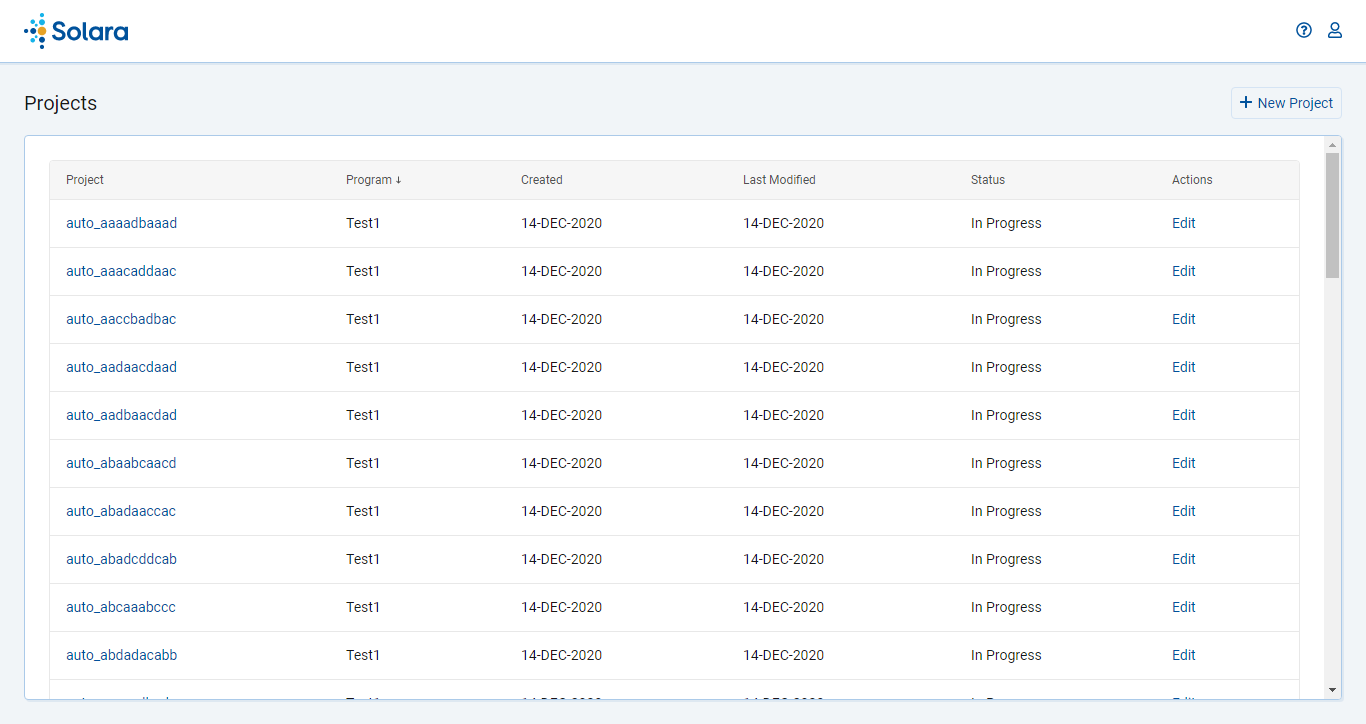 Solara
Projects
+ New Project
Project Program ↓ Created Last Modified Status Actions
auto_aaaadbaaad Test1 14-DEC-2020 14-DEC-2020 In Progress Edit
auto_aaacaddaac Test1 14-DEC-2020 14-DEC-2020 In Progress Edit
auto_aaccbadbac Test1 14-DEC-2020 14-DEC-2020 In Progress Edit
auto_aadaacdaad Test1 14-DEC-2020 14-DEC-2020 In Progress Edit
auto_aadbaacdad Test1 14-DEC-2020 14-DEC-2020 In Progress Edit
auto_abaabcaacd Test1 14-DEC-2020 14-DEC-2020 In Progress Edit
auto_abadaaccac Test1 14-DEC-2020 14-DEC-2020 In Progress Edit
auto_abadcddcab Test1 14-DEC-2020 14-DEC-2020 In Progress Edit
auto_abcaaabccc Test1 14-DEC-2020 14-DEC-2020 In Progress Edit
auto_abdadacabb Test1 14-DEC-2020 14-DEC-2020 In Progress Edit